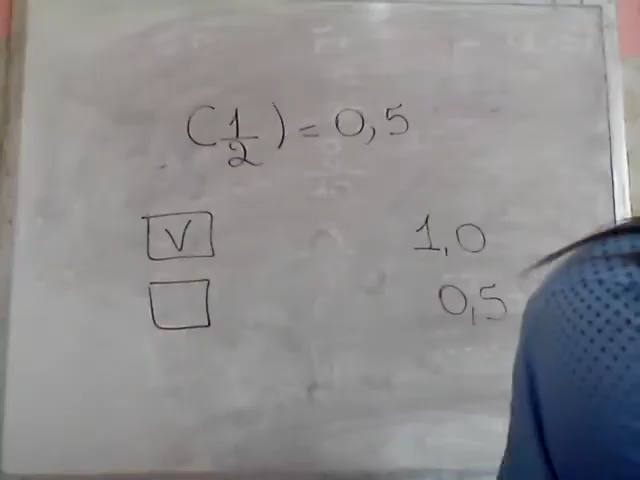 (1/2) = 0,5
V 1,0
0,5